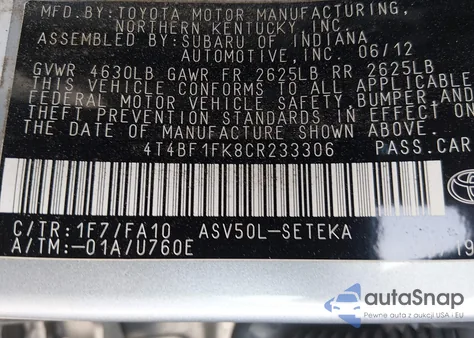 MFD.BY: TOYOTA MOTOR MANUFACTURING,
NORTHERN KENTUCKY INC.
ASSEMBLED BY: SUBARU OF INDIANA
AUTOMOTIVE, INC. 06/12
GVWR 4630LB GAWR FR 2625LB RR 2625LB
THIS VEHICLE CONFORMS TO ALL APPLICABLE
FEDERAL MOTOR VEHICLE SAFETY, BUMPER, AND
THEFT PREVENTION STANDARDS IN EFFECT ON THE
DATE OF MANUFACTURE SHOWN ABOVE.
4T4BF1FK8CR233306 PASS.CAR
C/TR:1F7/FA10 ASV50L-SETEKA
A/TM:-01A/U760E
19
autoSnap
Pewne auta z aukcji USA i EU